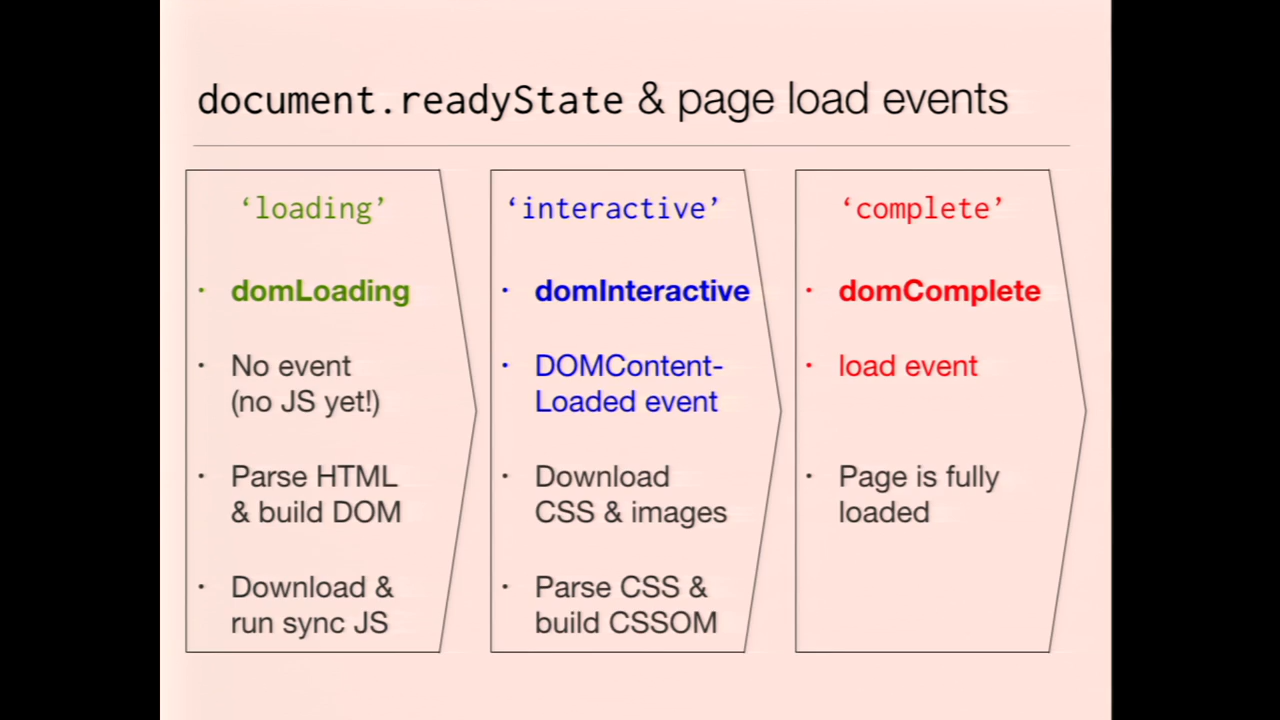 document.readyState & page load events
‘loading’
· domLoading
· No event
(no JS yet!)
· Parse HTML
& build DOM
· Download &
run sync JS
‘interactive’
· domInteractive
· DOMContent-
Loaded event
· Download
CSS & images
· Parse CSS &
build CSSOM
‘complete’
· domComplete
· load event
· Page is fully
loaded